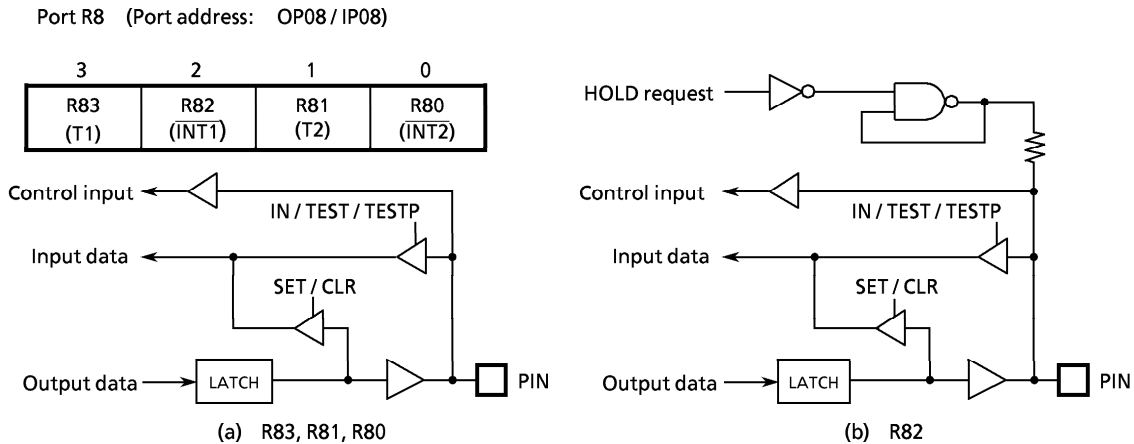 Port R8 (Port address: OP08 / IP08)
3 2 1 0
R83 R82 R81 R80
(T1) (INT1) (T2) (INT2)
Control input
IN / TEST / TESTP
Input data
SET / CLR
Output data
LATCH
PIN
(a) R83, R81, R80
HOLD request
Control input
IN / TEST / TESTP
Input data
SET / CLR
Output data
LATCH
PIN
(b) R82